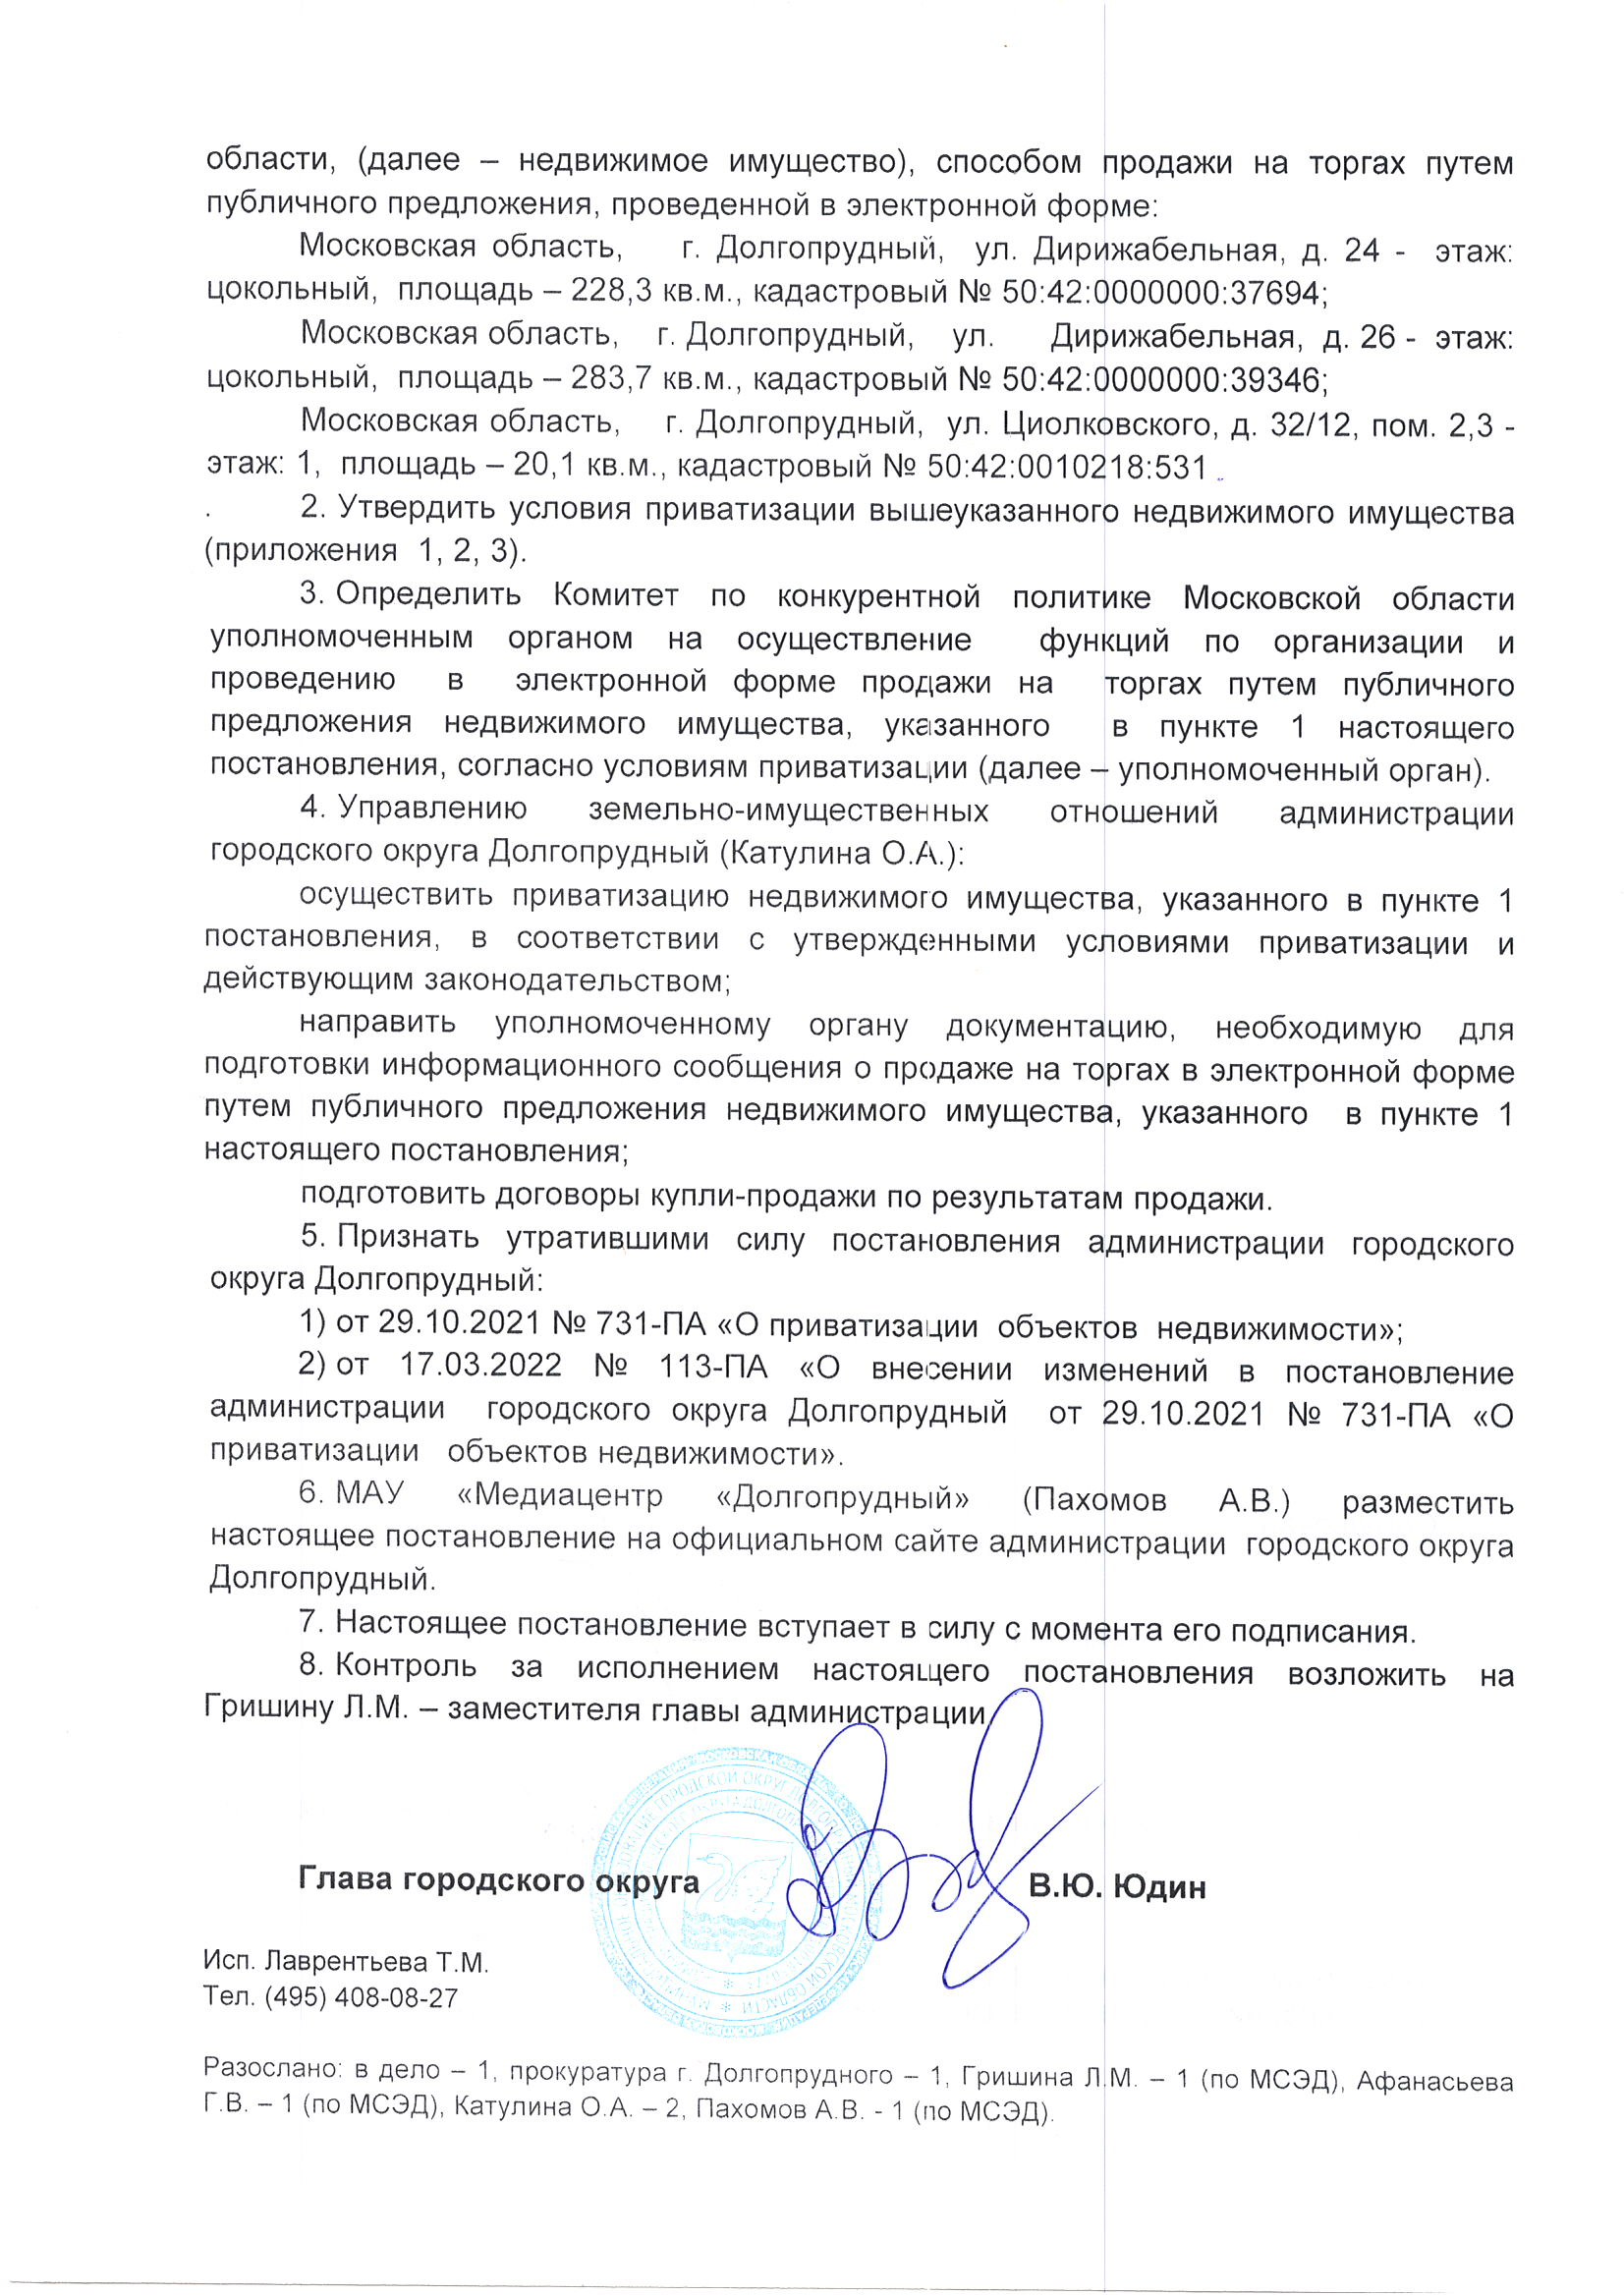 области, (далее – недвижимое имущество), способом продажи на торгах путем
публичного предложения, проведенной в электронной форме:
Московская область, г. Долгопрудный, ул. Дирижабельная, д. 24 - этаж:
цокольный, площадь – 228,3 кв.м., кадастровый № 50:42:0000000:37694;
Московская область, г. Долгопрудный, ул. Дирижабельная, д. 26 - этаж:
цокольный, площадь – 283,7 кв.м., кадастровый № 50:42:0000000:39346;
Московская область, г. Долгопрудный, ул. Циолковского, д. 32/12, пом. 2,3 -
этаж: 1, площадь – 20,1 кв.м., кадастровый № 50:42:0010218:531 .
. 2. Утвердить условия приватизации вышеуказанного недвижимого имущества
(приложения 1, 2, 3).
3. Определить Комитет по конкурентной политике Московской области
уполномоченным органом на осуществление функций по организации и
проведению в электронной форме продажи на торгах путем публичного
предложения недвижимого имущества, указанного в пункте 1 настоящего
постановления, согласно условиям приватизации (далее – уполномоченный орган).
4. Управлению земельно-имущественных отношений администрации
городского округа Долгопрудный (Катулина О.А.):
осуществить приватизацию недвижимого имущества, указанного в пункте 1
постановления, в соответствии с утвержденными условиями приватизации и
действующим законодательством;
направить уполномоченному органу документацию, необходимую для
подготовки информационного сообщения о продаже на торгах в электронной форме
путем публичного предложения недвижимого имущества, указанного в пункте 1
настоящего постановления;
подготовить договоры купли-продажи по результатам продажи.
5. Признать утратившими силу постановления администрации городского
округа Долгопрудный:
1) от 29.10.2021 № 731-ПА «О приватизации объектов недвижимости»;
2) от 17.03.2022 № 113-ПА «О внесении изменений в постановление
администрации городского округа Долгопрудный от 29.10.2021 № 731-ПА «О
приватизации объектов недвижимости».
6. МАУ «Медиацентр «Долгопрудный» (Пахомов А.В.) разместить
настоящее постановление на официальном сайте администрации городского округа
Долгопрудный.
7. Настоящее постановление вступает в силу с момента его подписания.
8. Контроль за исполнением настоящего постановления возложить на
Гришину Л.М. – заместителя главы администрации
Глава городского округа В.Ю. Юдин
Исп. Лаврентьева Т.М.
Тел. (495) 408-08-27
Разослано: в дело – 1, прокуратура г. Долгопрудного – 1, Гришина Л.М. – 1 (по МСЭД), Афанасьева
Г.В. – 1 (по МСЭД), Катулина О.А. – 2, Пахомов А.В. - 1 (по МСЭД).